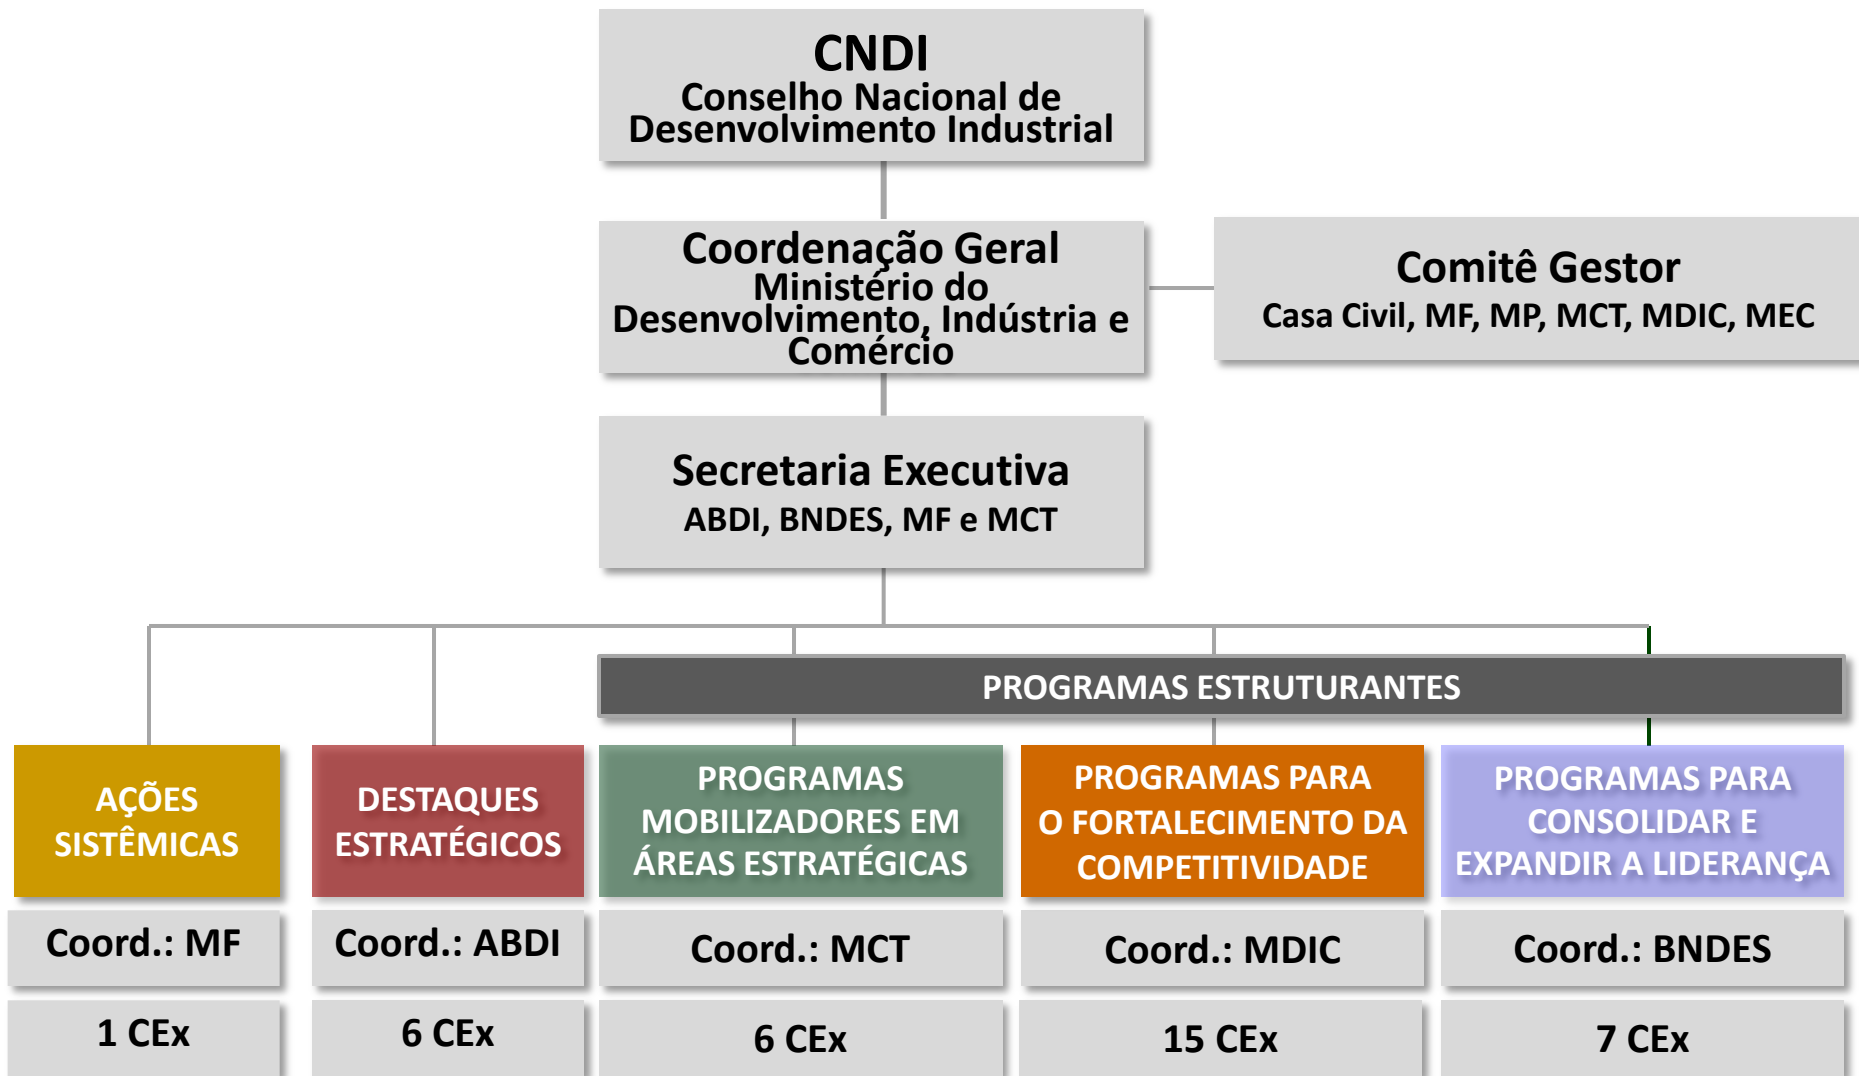 CNDI
Conselho Nacional de
Desenvolvimento Industrial
Coordenação Geral
Ministério do
Desenvolvimento, Indústria e
Comércio
Comitê Gestor
Casa Civil, MF, MP, MCT, MDIC, MEC
Secretaria Executiva
ABDI, BNDES, MF e MCT
PROGRAMAS ESTRUTURANTES
AÇÕES
SISTÊMICAS
DESTAQUES
ESTRATÉGICOS
PROGRAMAS
MOBILIZADORES EM
ÁREAS ESTRATÉGICAS
PROGRAMAS PARA
O FORTALECIMENTO DA
COMPETITIVIDADE
PROGRAMAS PARA
CONSOLIDAR E
EXPANDIR A LIDERANÇA
Coord.: MF
Coord.: ABDI
Coord.: MCT
Coord.: MDIC
Coord.: BNDES
1 CEx
6 CEx
6 CEx
15 CEx
7 CEx